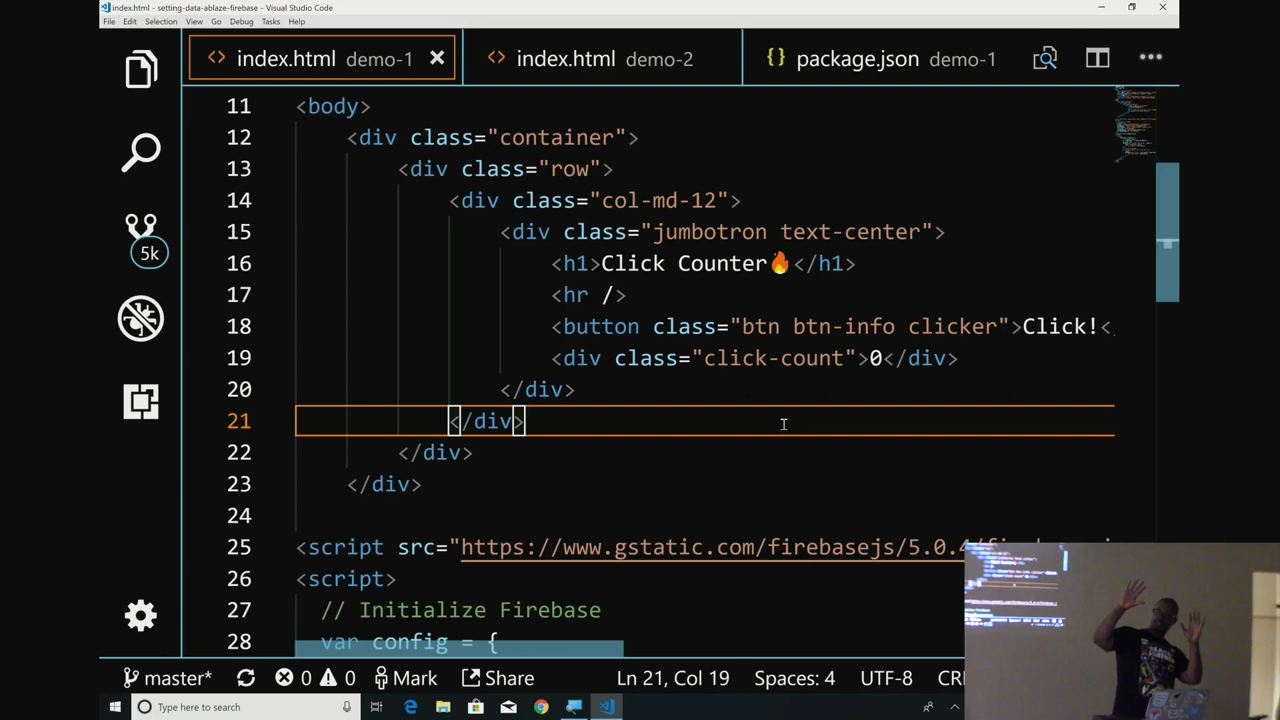 index.html - setting-data-ablaze-firebase - Visual Studio Code
File Edit Selection View Go Debug Tasks Help
index.html demo-1
index.html demo-2
package.json demo-1
11 <body>
12 <div class="container">
13 <div class="row">
14 <div class="col-md-12">
15 <div class="jumbotron text-center">
16 <h1>Click Counter🔥</h1>
17 <hr />
18 <button class="btn btn-info clicker">Click!<
19 <div class="click-count">0</div>
20 </div>
21 </div>
22 </div>
23 </div>
24
25 <script src="https://www.gstatic.com/firebasejs/5.0.4/
26 <script>
27 // Initialize Firebase
28 var config = {
5k
master* 0 0 Mark Share Ln 21, Col 19 Spaces: 4 UTF-8
Type here to search